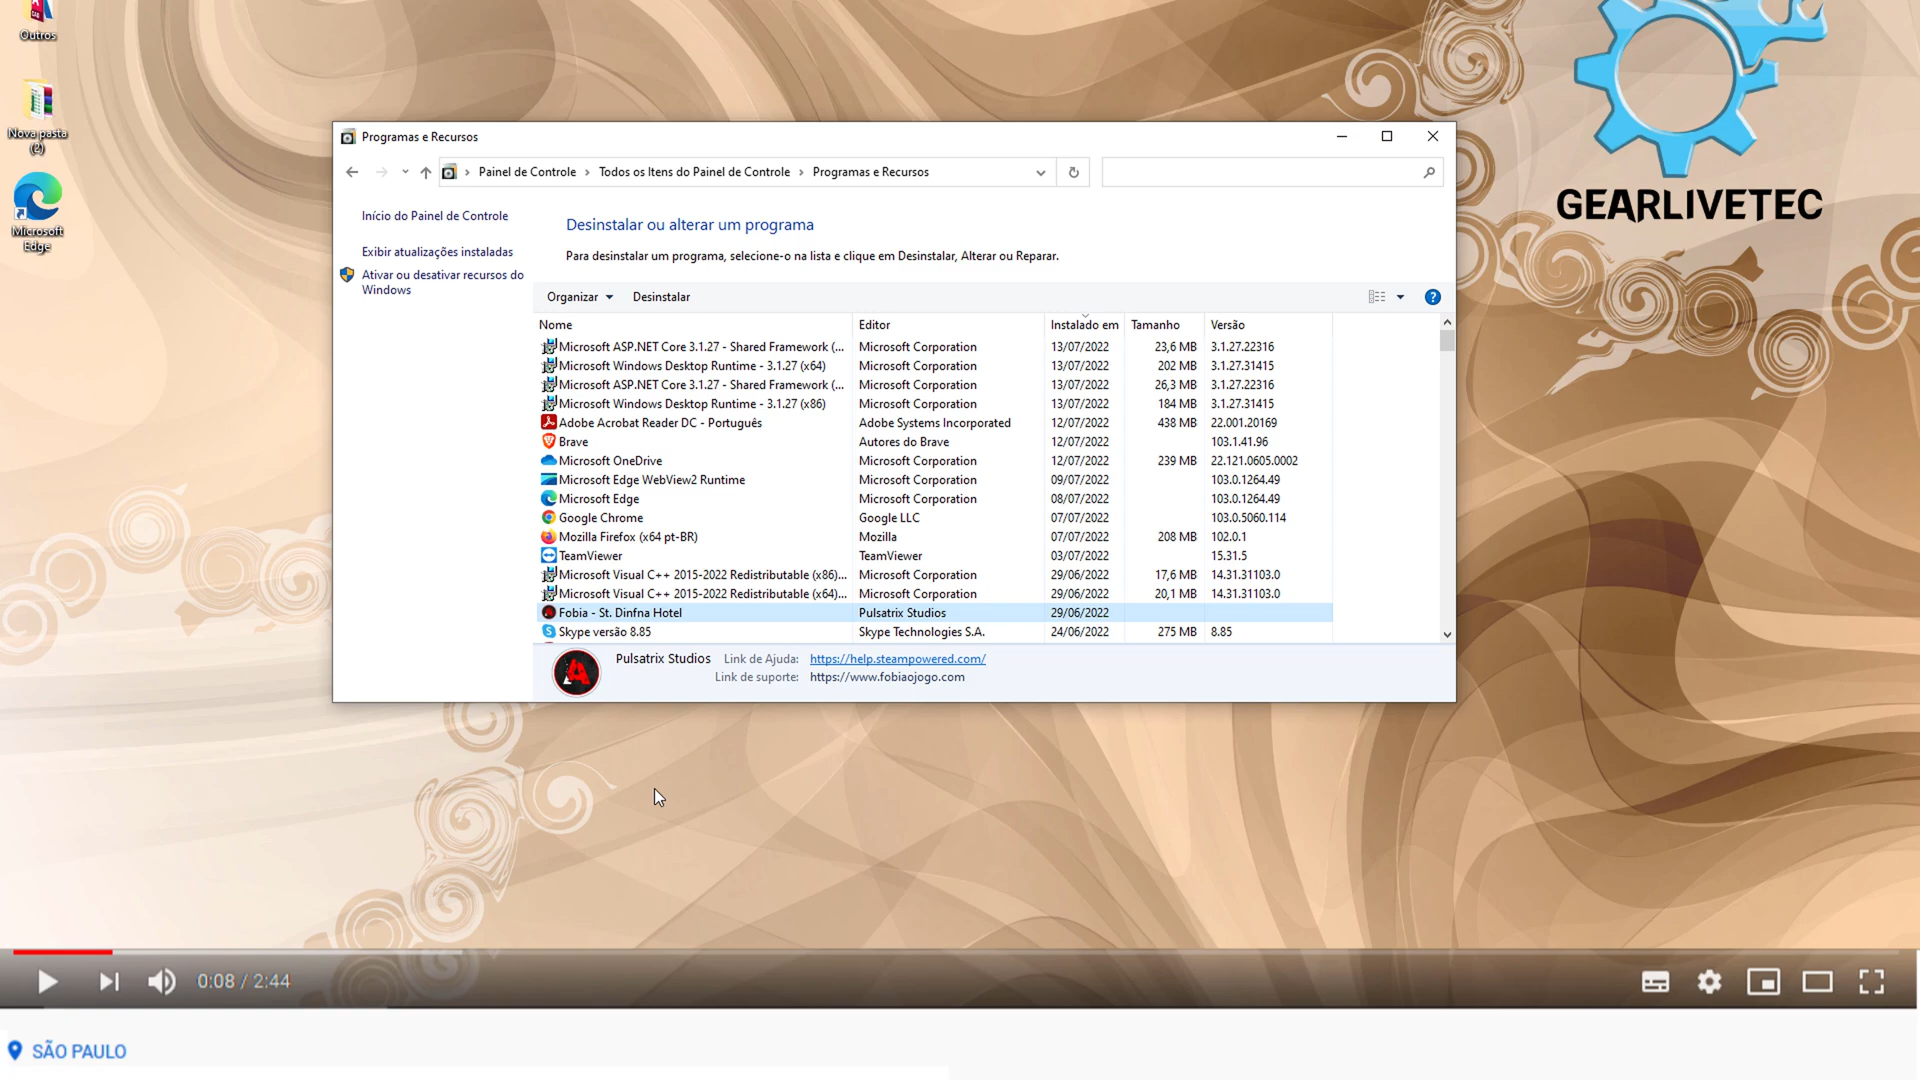 Outros
Nova pasta
(2)
Microsoft
Edge
GEARLIVETEC
Programas e Recursos
Painel de Controle
Todos os Itens do Painel de Controle
Programas e Recursos
Início do Painel de Controle
Exibir atualizações instaladas
Ativar ou desativar recursos do
Windows
Desinstalar ou alterar um programa
Para desinstalar um programa, selecione-o na lista e clique em Desinstalar, Alterar ou Reparar.
Organizar Desinstalar
Nome Editor Instalado em Tamanho Versão
Microsoft ASP.NET Core 3.1.27 - Shared Framework (... Microsoft Corporation 13/07/2022 23,6 MB 3.1.27.22316
Microsoft Windows Desktop Runtime - 3.1.27 (x64) Microsoft Corporation 13/07/2022 202 MB 3.1.27.31415
Microsoft ASP.NET Core 3.1.27 - Shared Framework (... Microsoft Corporation 13/07/2022 26,3 MB 3.1.27.22316
Microsoft Windows Desktop Runtime - 3.1.27 (x86) Microsoft Corporation 13/07/2022 184 MB 3.1.27.31415
Adobe Acrobat Reader DC - Português Adobe Systems Incorporated 12/07/2022 438 MB 22.001.20169
Brave Autores do Brave 12/07/2022 103.1.41.96
Microsoft OneDrive Microsoft Corporation 12/07/2022 239 MB 22.121.0605.0002
Microsoft Edge WebView2 Runtime Microsoft Corporation 09/07/2022 103.0.1264.49
Microsoft Edge Microsoft Corporation 08/07/2022 103.0.1264.49
Google Chrome Google LLC 07/07/2022 103.0.5060.114
Mozilla Firefox (x64 pt-BR) Mozilla 07/07/2022 208 MB 102.0.1
TeamViewer TeamViewer 03/07/2022 15.31.5
Microsoft Visual C++ 2015-2022 Redistributable (x86)... Microsoft Corporation 29/06/2022 17,6 MB 14.31.31103.0
Microsoft Visual C++ 2015-2022 Redistributable (x64)... Microsoft Corporation 29/06/2022 20,1 MB 14.31.31103.0
Fobia - St. Dinfna Hotel Pulsatrix Studios 29/06/2022
Skype versão 8.85 Skype Technologies S.A. 24/06/2022 275 MB 8.85
Pulsatrix Studios Link de Ajuda: https://help.steampowered.com/
Link de suporte: https://www.fobiaojogo.com
0:08 / 2:44
SÃO PAULO